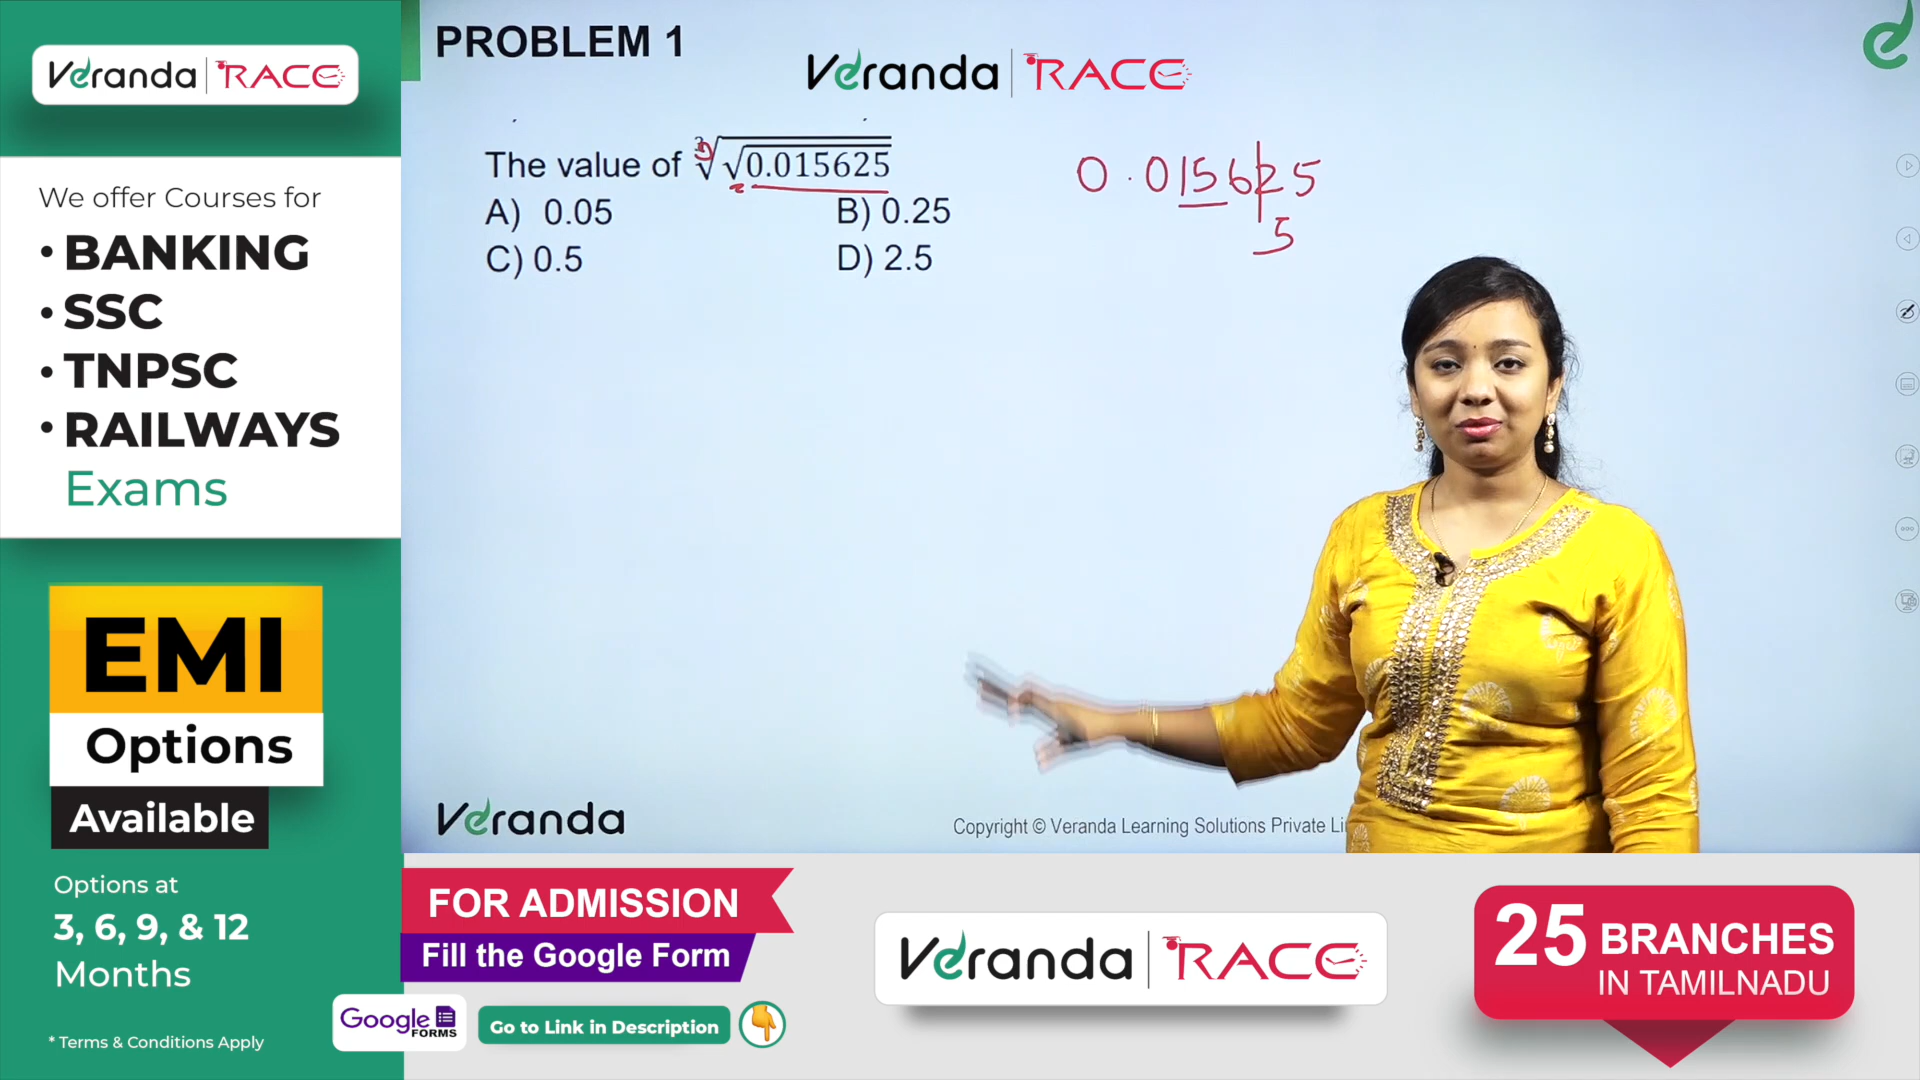 Veranda RACE
We offer Courses for
• BANKING
• SSC
• TNPSC
• RAILWAYS
Exams
EMI
Options
Available
Options at
3, 6, 9, & 12
Months
* Terms & Conditions Apply
PROBLEM 1
Veranda RACE
The value of ∛√0.015625
A) 0.05
B) 0.25
C) 0.5
D) 2.5
0.015625
5
Veranda
Copyright © Veranda Learning Solutions Private Li
FOR ADMISSION
Fill the Google Form
Google FORMS
Go to Link in Description
Veranda RACE
25 BRANCHES
IN TAMILNADU